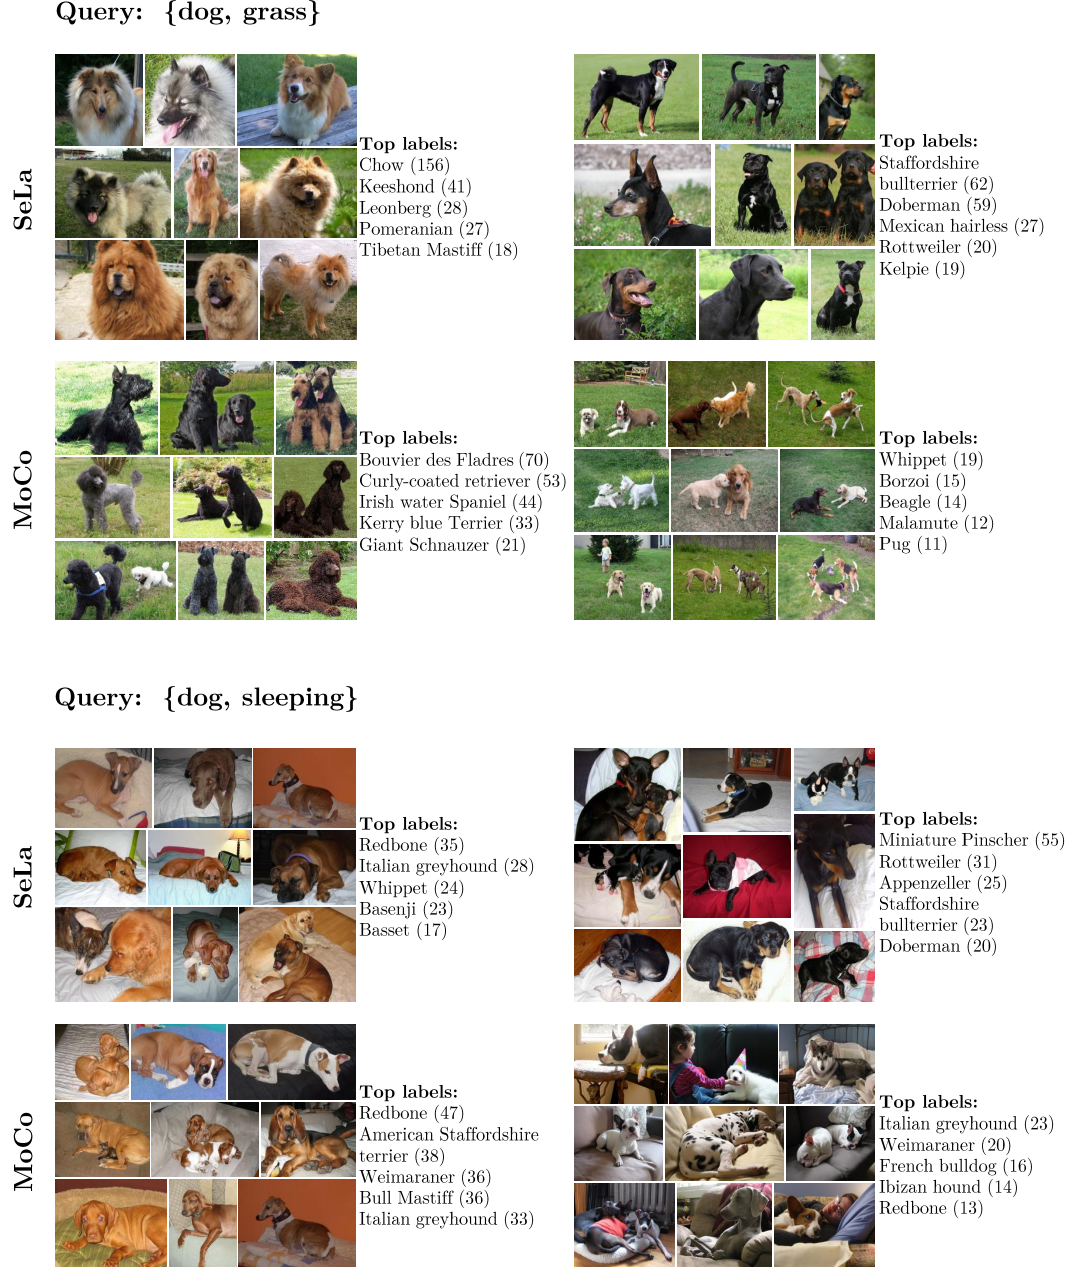 Query: {dog, grass}
SeLa
Top labels:
Chow (156)
Keeshond (41)
Leonberg (28)
Pomeranian (27)
Tibetan Mastiff (18)
Top labels:
Staffordshire
bullterrier (62)
Doberman (59)
Mexican hairless (27)
Rottweiler (20)
Kelpie (19)
MoCo
Top labels:
Bouvier des Fladres (70)
Curly-coated retriever (53)
Irish water Spaniel (44)
Kerry blue Terrier (33)
Giant Schnauzer (21)
Top labels:
Whippet (19)
Borzoi (15)
Beagle (14)
Malamute (12)
Pug (11)
Query: {dog, sleeping}
SeLa
Top labels:
Redbone (35)
Italian greyhound (28)
Whippet (24)
Basenji (23)
Basset (17)
Top labels:
Miniature Pinscher (55)
Rottweiler (31)
Appenzeller (25)
Staffordshire
bullterrier (23)
Doberman (20)
MoCo
Top labels:
Redbone (47)
American Staffordshire
terrier (38)
Weimaraner (36)
Bull Mastiff (36)
Italian greyhound (33)
Top labels:
Italian greyhound (23)
Weimaraner (20)
French bulldog (16)
Ibizan hound (14)
Redbone (13)